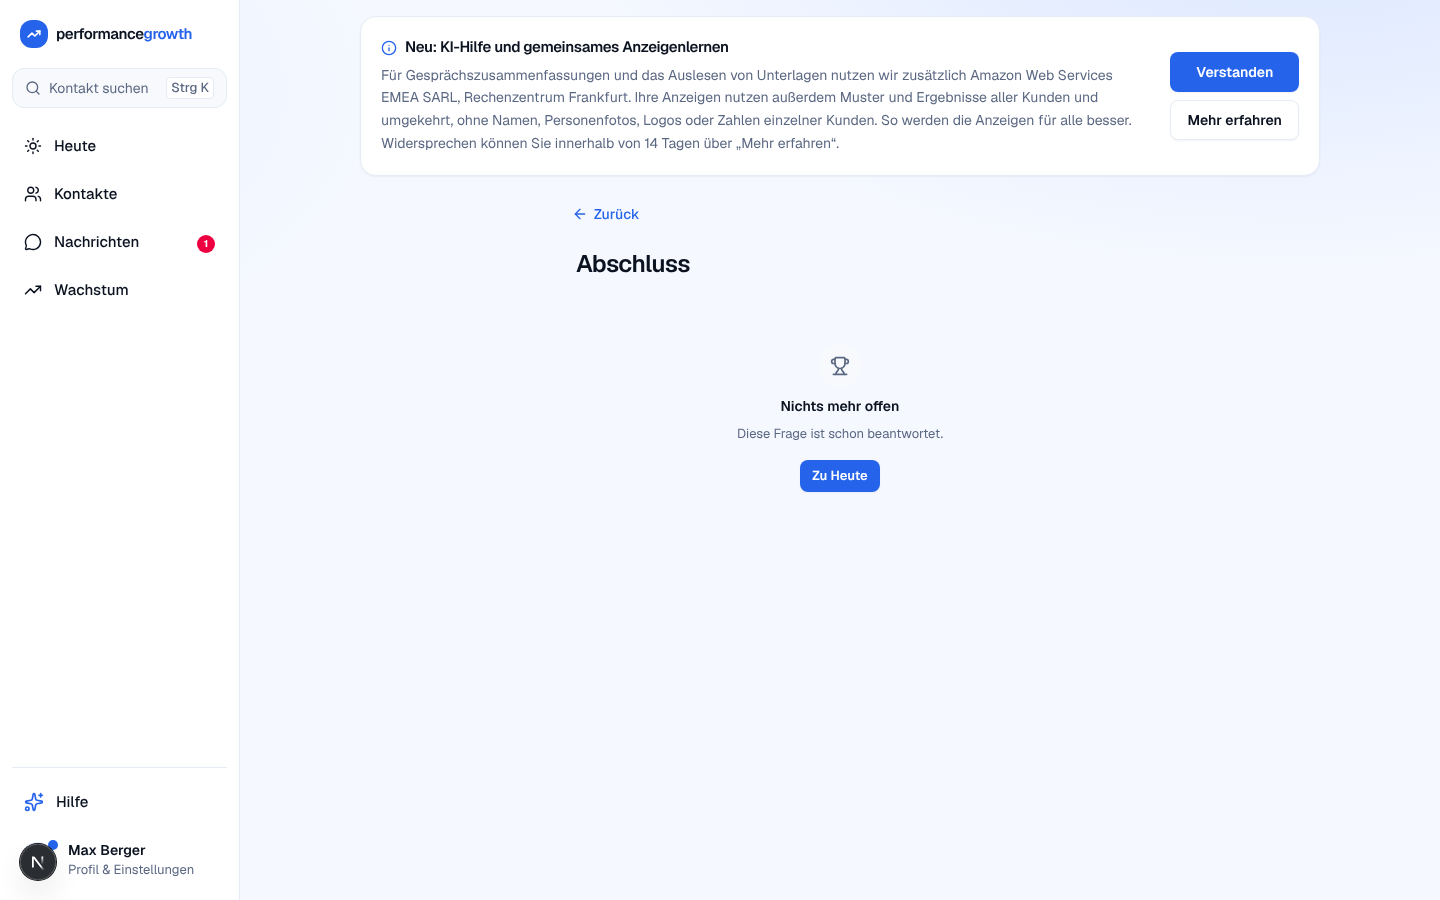 performancegrowth
Kontakt suchen Strg K
Heute
Kontakte
Nachrichten 1
Wachstum
Hilfe
N
Max Berger
Profil & Einstellungen
Neu: KI-Hilfe und gemeinsames Anzeigenlernen
Für Gesprächszusammenfassungen und das Auslesen von Unterlagen nutzen wir zusätzlich Amazon Web Services
EMEA SARL, Rechenzentrum Frankfurt. Ihre Anzeigen nutzen außerdem Muster und Ergebnisse aller Kunden und
umgekehrt, ohne Namen, Personenfotos, Logos oder Zahlen einzelner Kunden. So werden die Anzeigen für alle besser.
Widersprechen können Sie innerhalb von 14 Tagen über „Mehr erfahren“.
Verstanden
Mehr erfahren
Zurück
Abschluss
Nichts mehr offen
Diese Frage ist schon beantwortet.
Zu Heute